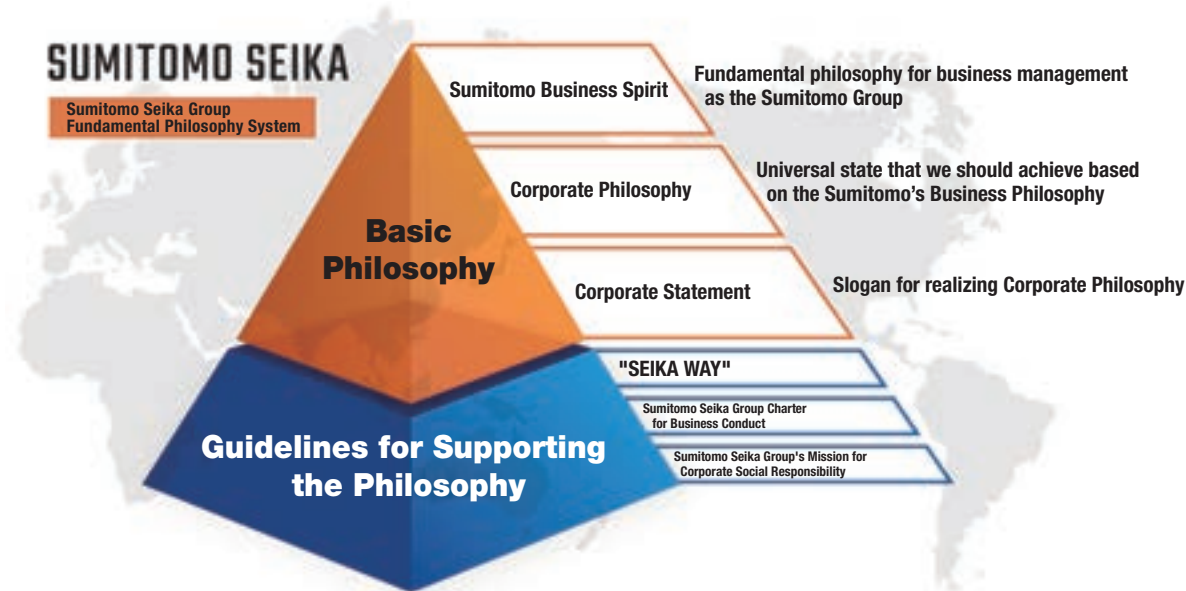 SUMITOMO SEIKA
Sumitomo Seika Group
Fundamental Philosophy System
Sumitomo Business Spirit
Fundamental philosophy for business management
as the Sumitomo Group
Corporate Philosophy
Universal state that we should achieve based
on the Sumitomo's Business Philosophy
Basic
Philosophy
Corporate Statement
Slogan for realizing Corporate Philosophy
"SEIKA WAY"
Sumitomo Seika Group Charter
for Business Conduct
Guidelines for Supporting
the Philosophy
Sumitomo Seika Group's Mission for
Corporate Social Responsibility